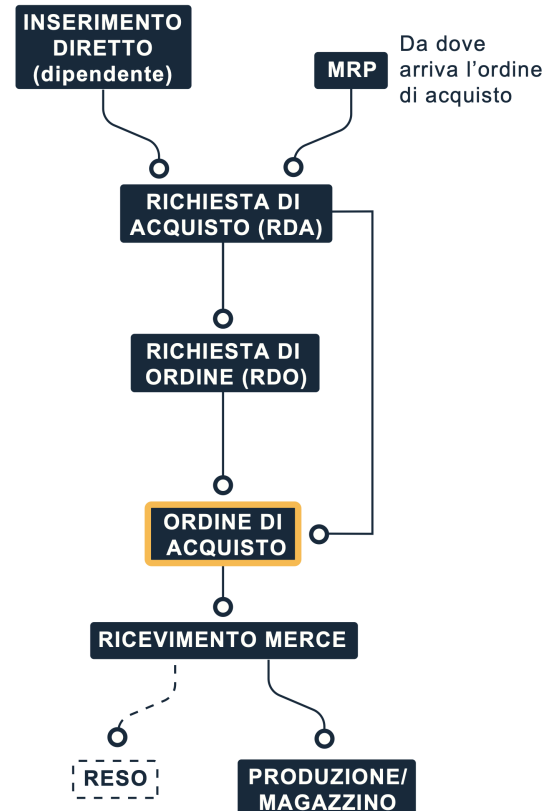 INSERIMENTO
DIRETTO
(dipendente)
MRP
Da dove
arriva l’ordine
di acquisto
RICHIESTA DI
ACQUISTO (RDA)
RICHIESTA DI
ORDINE (RDO)
ORDINE DI
ACQUISTO
RICEVIMENTO MERCE
RESO
PRODUZIONE/
MAGAZZINO